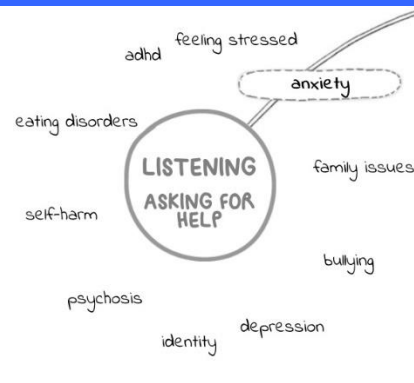 feeling stressed
adhd
anxiety
eating disorders
LISTENING
ASKING FOR
HELP
family issues
self-harm
bullying
psychosis
depression
identity